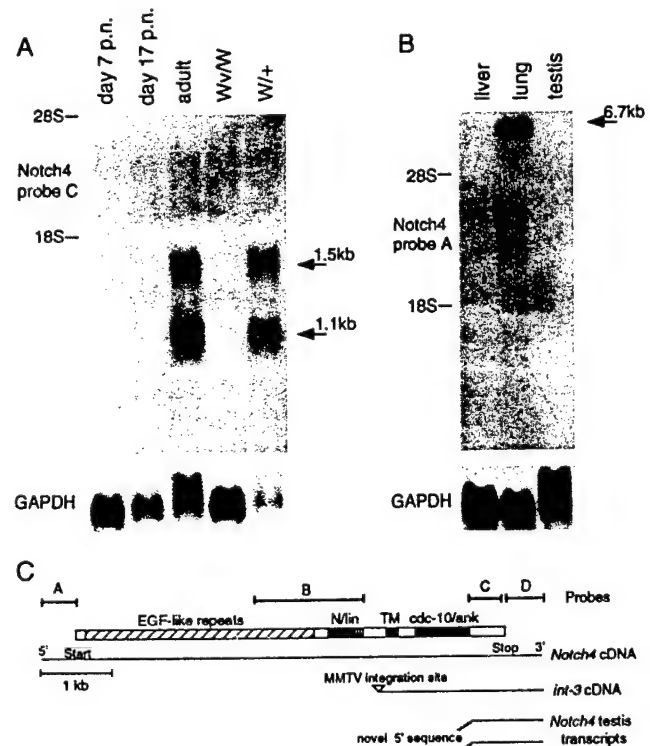 A
day 7 p.n.
day 17 p.n.
adult
Wv/W
W/+
28S
Notch4
probe C
18S
1.5kb
1.1kb
GAPDH
B
liver
lung
testis
6.7kb
28S
Notch4
probe A
18S
GAPDH
C
A B C D Probes
EGF-like repeats N/lin TM cdc-10/ank
5' Start Stop 3' Notch4 cDNA
1 kb
MMTV integration site
int-3 cDNA
novel 5' sequence
Notch4 testis
transcripts